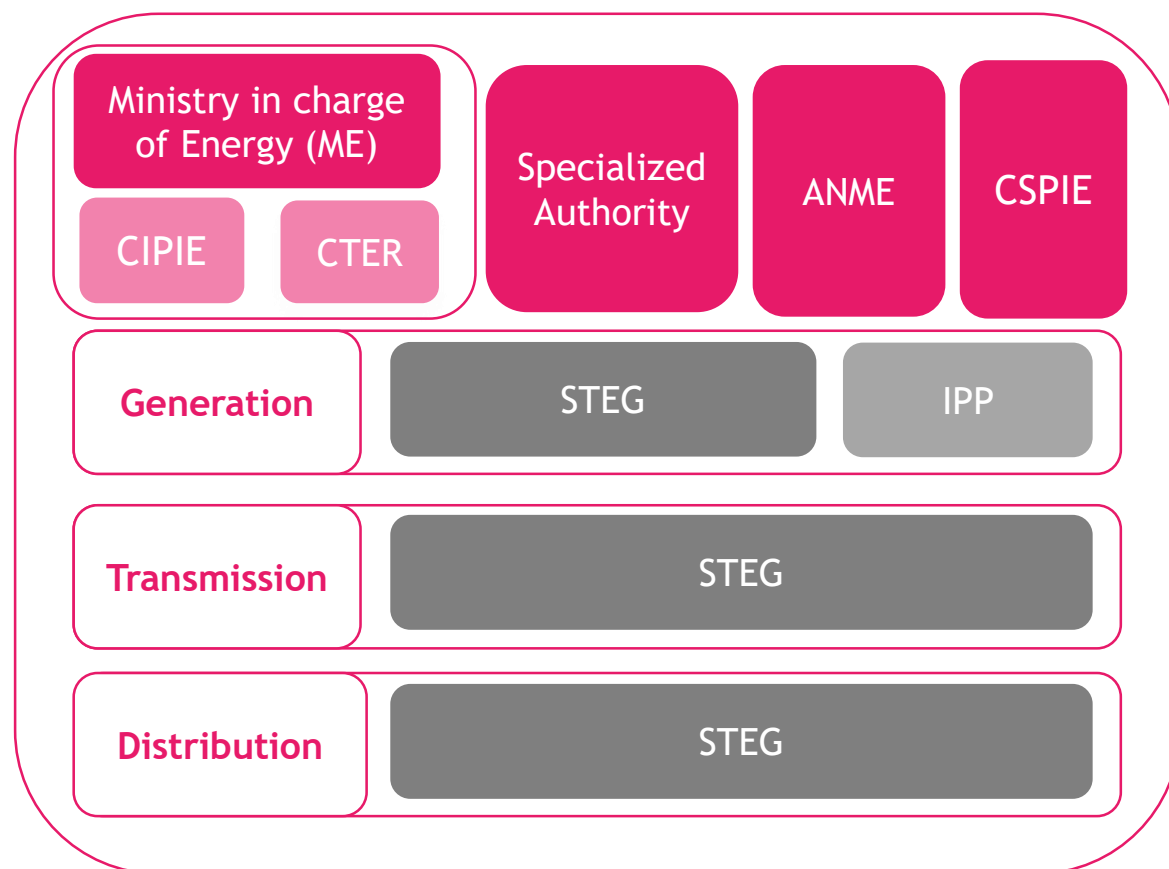 Ministry in charge
of Energy (ME)
CIPIE
CTER
Specialized
Authority
ANME
CSPIE
Generation
STEG
IPP
Transmission
STEG
Distribution
STEG